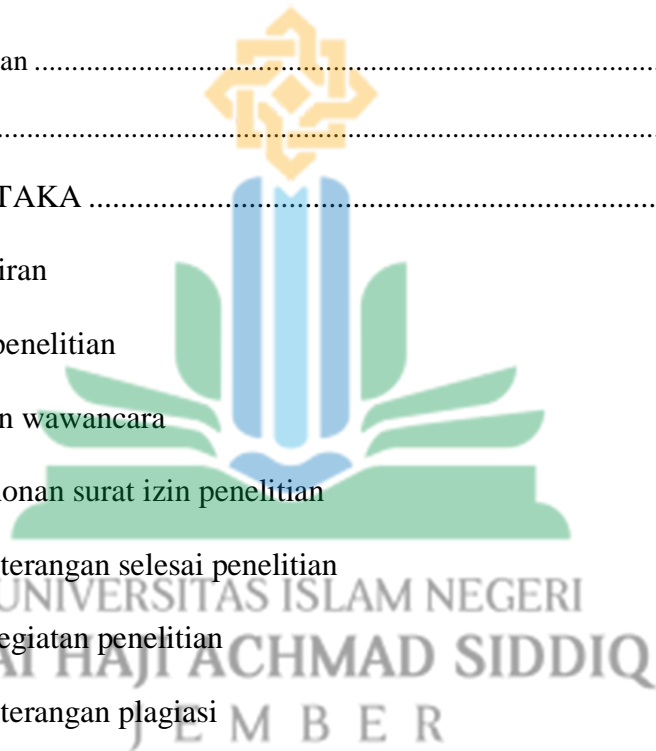 an ........................................................................................
........................................................................................
TAKA ........................................................................................
iran
penelitian
n wawancara
onan surat izin penelitian
terangan selesai penelitian
UNIVERSITAS ISLAM NEGERI
egiatan penelitian
AI HAJI ACHMAD SIDDIQ
terangan plagiasi
J E M B E R